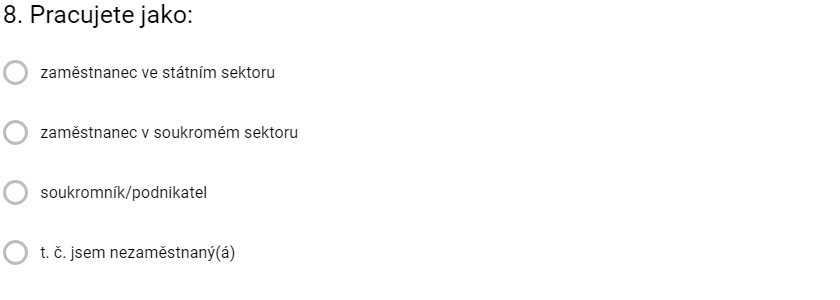 8. Pracujete jako:
zaměstnanec ve státním sektoru
zaměstnanec v soukromém sektoru
soukromník/podnikatel
t. č. jsem nezaměstnaný(á)